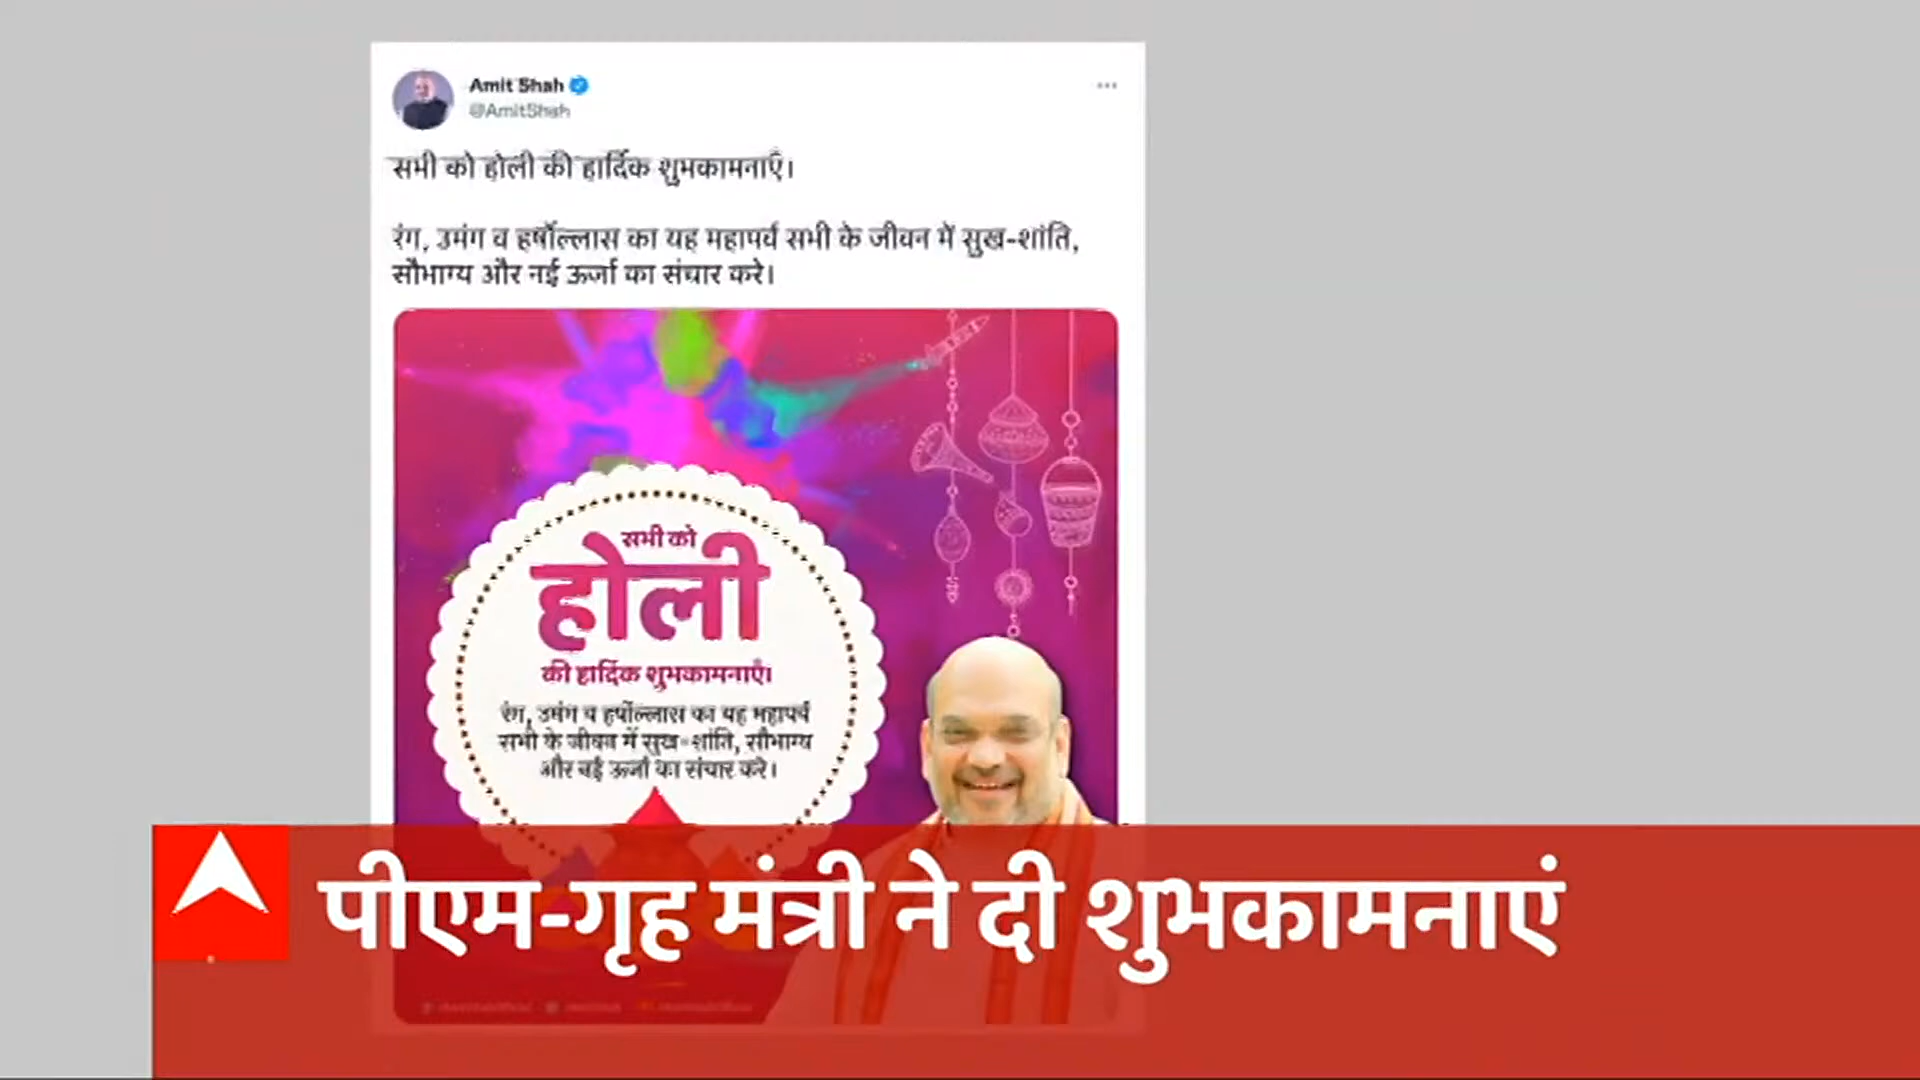 Amit Shah
@AmitShah
सभी को होली की हार्दिक शुभकामनाएँ।
रंग, उमंग व हर्षोल्लास का यह महापर्व सभी के जीवन में सुख-शांति,
सौभाग्य और नई ऊर्जा का संचार करे।
सभी को
होली
की हार्दिक शुभकामनाएँ।
रंग, उमंग व हर्षोल्लास का यह महापर्व
सभी के जीवन में सुख-शांति, सौभाग्य
और नई ऊर्जा का संचार करे।
पीएम-गृह मंत्री ने दी शुभकामनाएं